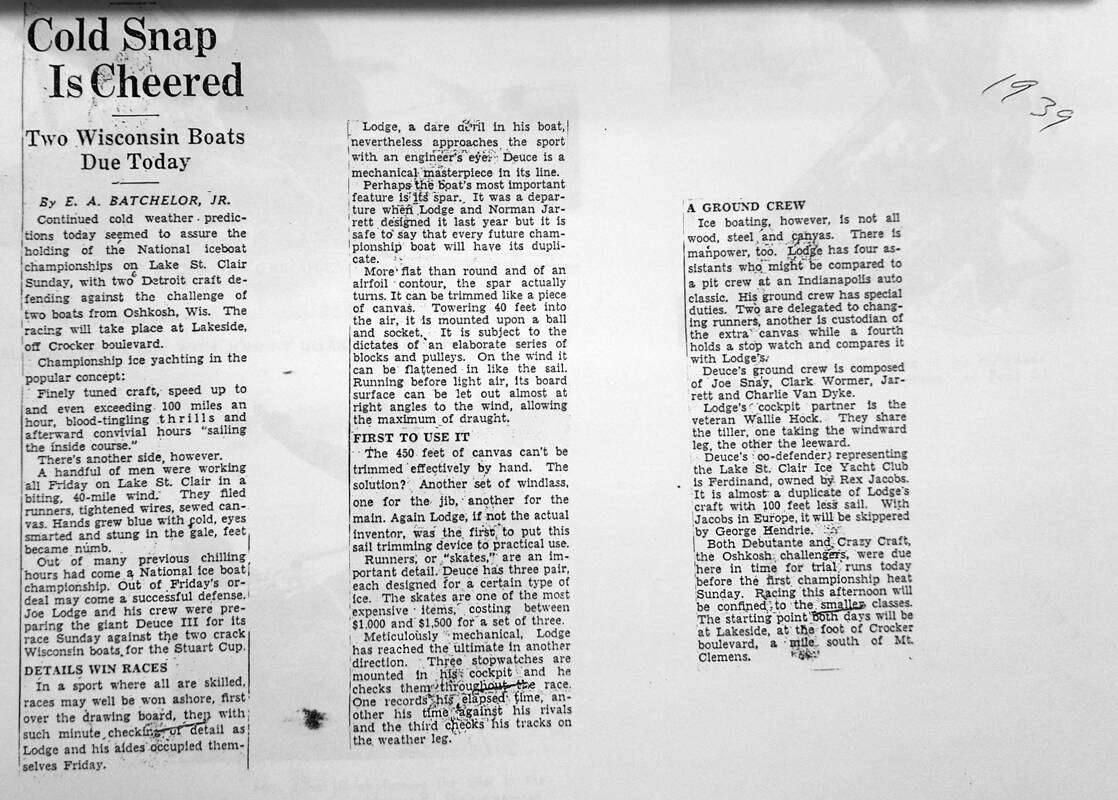 Cold Snap
Is Cheered
Two Wisconsin Boats
Due Today
By E. A. BATCHELOR, JR.
Continued cold weather predic-
tions today seemed to assure the
holding of the National iceboat
championships on Lake St. Clair
Sunday, with two Detroit craft de-
fending against the challenge of
two boats from Oshkosh, Wis. The
racing will take place at Lakeside,
off Crocker boulevard.
Championship ice yachting in the
popular concept:
Finely tuned craft, speed up to
and even exceeding 100 miles an
hour, blood-tingling thrills and
afterward convivial hours "sailing
the inside course."
There's another side, however.
A handful of men were working
all Friday on Lake St. Clair in a
biting, 40-mile wind. They filed
runners, tightened wires, sewed can-
vas. Hands grew blue with cold, eyes
smarted and stung in the gale, feet
became numb.
Out of many previous chilling
hours had come a National ice boat
championship. Out of Friday's or-
deal may come a successful defense.
Joe Lodge and his crew were pre-
paring the giant Deuce III for its
race Sunday against the two crack
Wisconsin boats for the Stuart Cup.
DETAILS WIN RACES
In a sport where all are skilled,
races may well be won ashore, first
over the drawing board, then with
such minute checking of detail as
Lodge and his aides occupied them-
selves Friday.
Lodge, a dare devil in his boat,
nevertheless approaches the sport
with an engineer's eye. Deuce is a
mechanical masterpiece in its line.
Perhaps the boat's most important
feature is its spar. It was a depar-
ture when Lodge and Norman Jar-
rett designed it last year but it is
safe to say that every future cham-
pionship boat will have its dupli-
cate.
More flat than round and of an
airfoil contour, the spar actually
turns. It can be trimmed like a piece
of canvas. Towering 40 feet into
the air, it is mounted upon a ball
and socket. It is subject to the
dictates of an elaborate series of
blocks and pulleys. On the wind it
can be flattened in like the sail.
Running before light air, its board
surface can be let out almost at
right angles to the wind, allowing
the maximum of draught.
FIRST TO USE IT
The 450 feet of canvas can't be
trimmed effectively by hand. The
solution? Another set of windlass,
one for the jib, another for the
main. Again Lodge, if not the actual
inventor, was the first to put this
sail trimming device to practical use.
Runners, or "skates," are an im-
portant detail. Deuce has three pair,
each designed for a certain type of
ice. The skates are one of the most
expensive items, costing between
$1,000 and $1,500 for a set of three.
Meticulously mechanical, Lodge
has reached the ultimate in another
direction. Three stopwatches are
mounted in his cockpit and he
checks them throughout the race.
One records his elapsed time, an-
other his time against his rivals
and the third checks his tracks on
the weather leg.
1939
A GROUND CREW
Ice boating, however, is not all
wood, steel and canvas. There is
manpower, too. Lodge has four as-
sistants who might be compared to
a pit crew at an Indianapolis auto
classic. His ground crew has special
duties. Two are delegated to chang-
ing runners, another is custodian of
the extra canvas while a fourth
holds a stop watch and compares it
with Lodge's.
Deuce's ground crew is composed
of Joe Snay, Clark Wormer, Jar-
rett and Charlie Van Dyke.
Lodge's cockpit partner is the
veteran Wallie Hock. They share
the tiller, one taking the windward
leg, the other the leeward.
Deuce's co-defender, representing
the Lake St. Clair Ice Yacht Club
is Ferdinand, owned by Rex Jacobs.
It is almost a duplicate of Lodge's
craft with 100 feet less sail. With
Jacobs in Europe, it will be skippered
by George Hendrie.
Both Debutante and Crazy Craft,
the Oshkosh challengers, were due
here in time for trial runs today
before the first championship heat
Sunday. Racing this afternoon will
be confined to the smaller classes.
The starting point both days will be
at Lakeside, at the foot of Crocker
boulevard, a mile south of Mt.
Clemens.